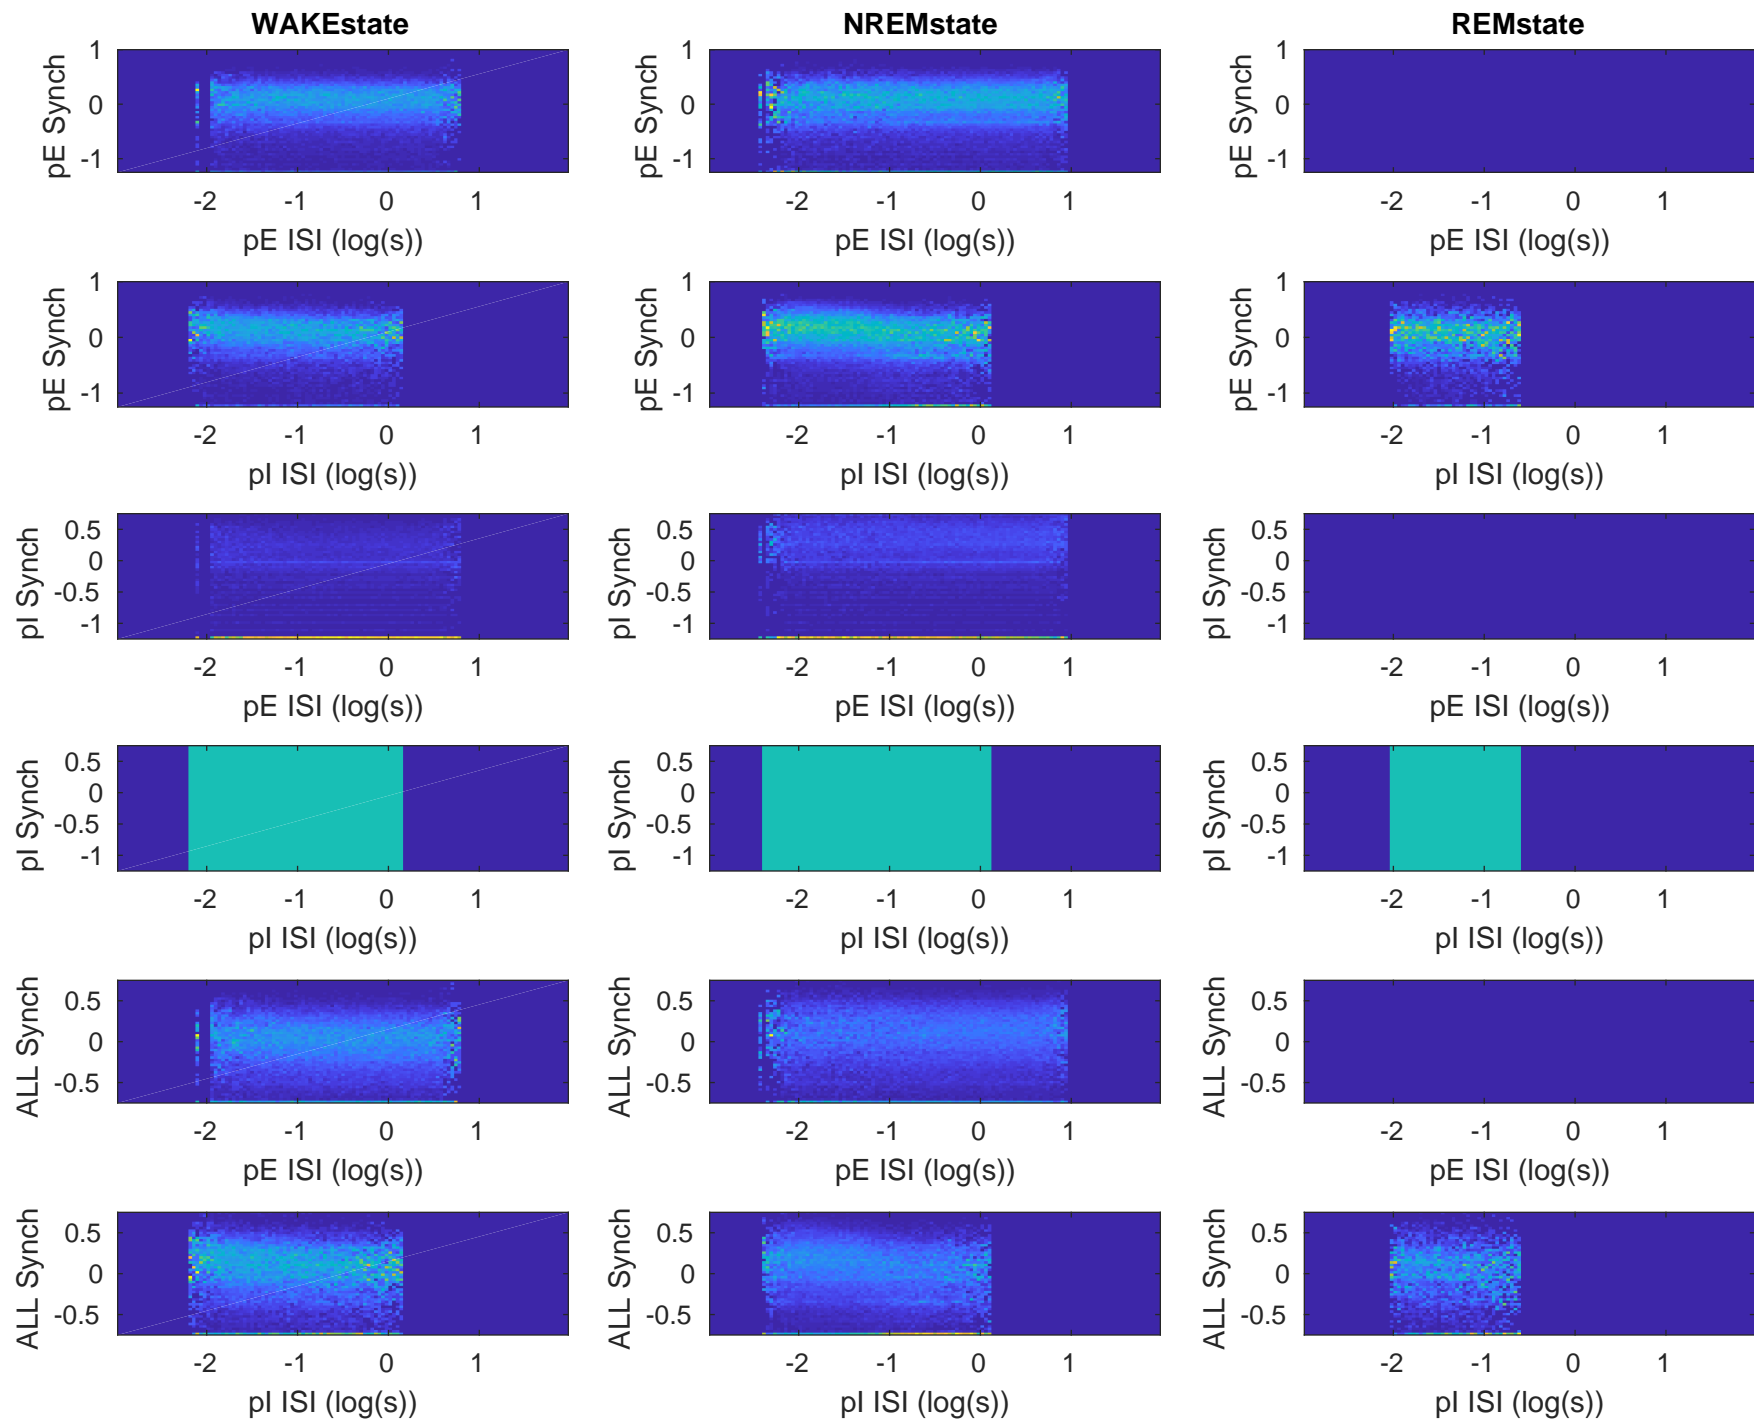 WAKEstate NREMstate REMstate
1 1 1
pE Synch pE Synch pE Synch
0 0 0
-1 -1 -1
-2 -1 0 1 -2 -1 0 1 -2 -1 0 1
pE ISI (log(s)) pE ISI (log(s)) pE ISI (log(s))
1 1 1
pE Synch pE Synch pE Synch
0 0 0
-1 -1 -1
-2 -1 0 1 -2 -1 0 1 -2 -1 0 1
pI ISI (log(s)) pI ISI (log(s)) pI ISI (log(s))
pI Synch pI Synch pI Synch
0.5 0.5 0.5
0 0 0
-0.5 -0.5 -0.5
-1 -1 -1
-2 -1 0 1 -2 -1 0 1 -2 -1 0 1
pE ISI (log(s)) pE ISI (log(s)) pE ISI (log(s))
pI Synch pI Synch pI Synch
0.5 0.5 0.5
0 0 0
-0.5 -0.5 -0.5
-1 -1 -1
-2 -1 0 1 -2 -1 0 1 -2 -1 0 1
pI ISI (log(s)) pI ISI (log(s)) pI ISI (log(s))
ALL Synch ALL Synch ALL Synch
0.5 0.5 0.5
0 0 0
-0.5 -0.5 -0.5
-2 -1 0 1 -2 -1 0 1 -2 -1 0 1
pE ISI (log(s)) pE ISI (log(s)) pE ISI (log(s))
ALL Synch ALL Synch ALL Synch
0.5 0.5 0.5
0 0 0
-0.5 -0.5 -0.5
-2 -1 0 1 -2 -1 0 1 -2 -1 0 1
pI ISI (log(s)) pI ISI (log(s)) pI ISI (log(s))